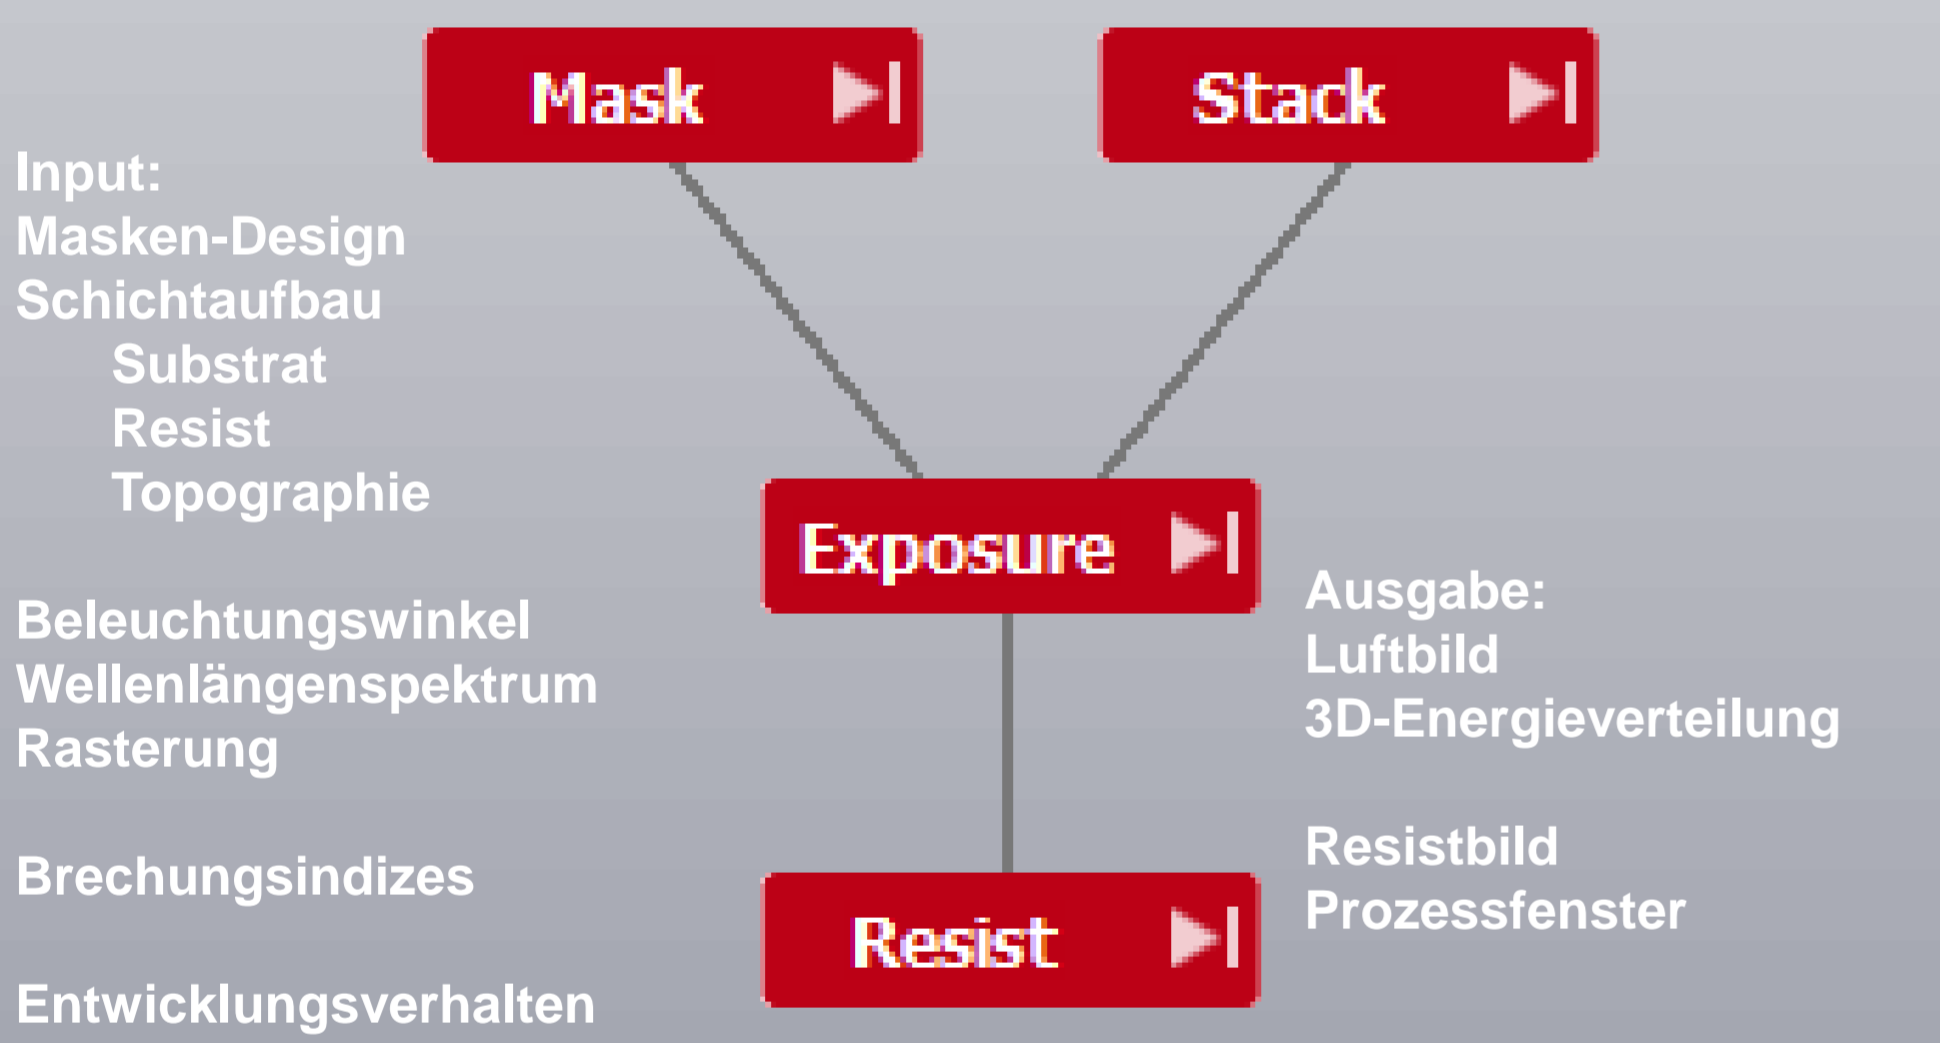 Mask
Stack
Input:
Masken-Design
Schichtaufbau
Substrat
Resist
Topographie
Beleuchtungswinkel
Wellenlängenspektrum
Rasterung
Brechungsindizes
Entwicklungsverhalten
Exposure
Ausgabe:
Luftbild
3D-Energieverteilung
Resistbild
Prozessfenster
Resist